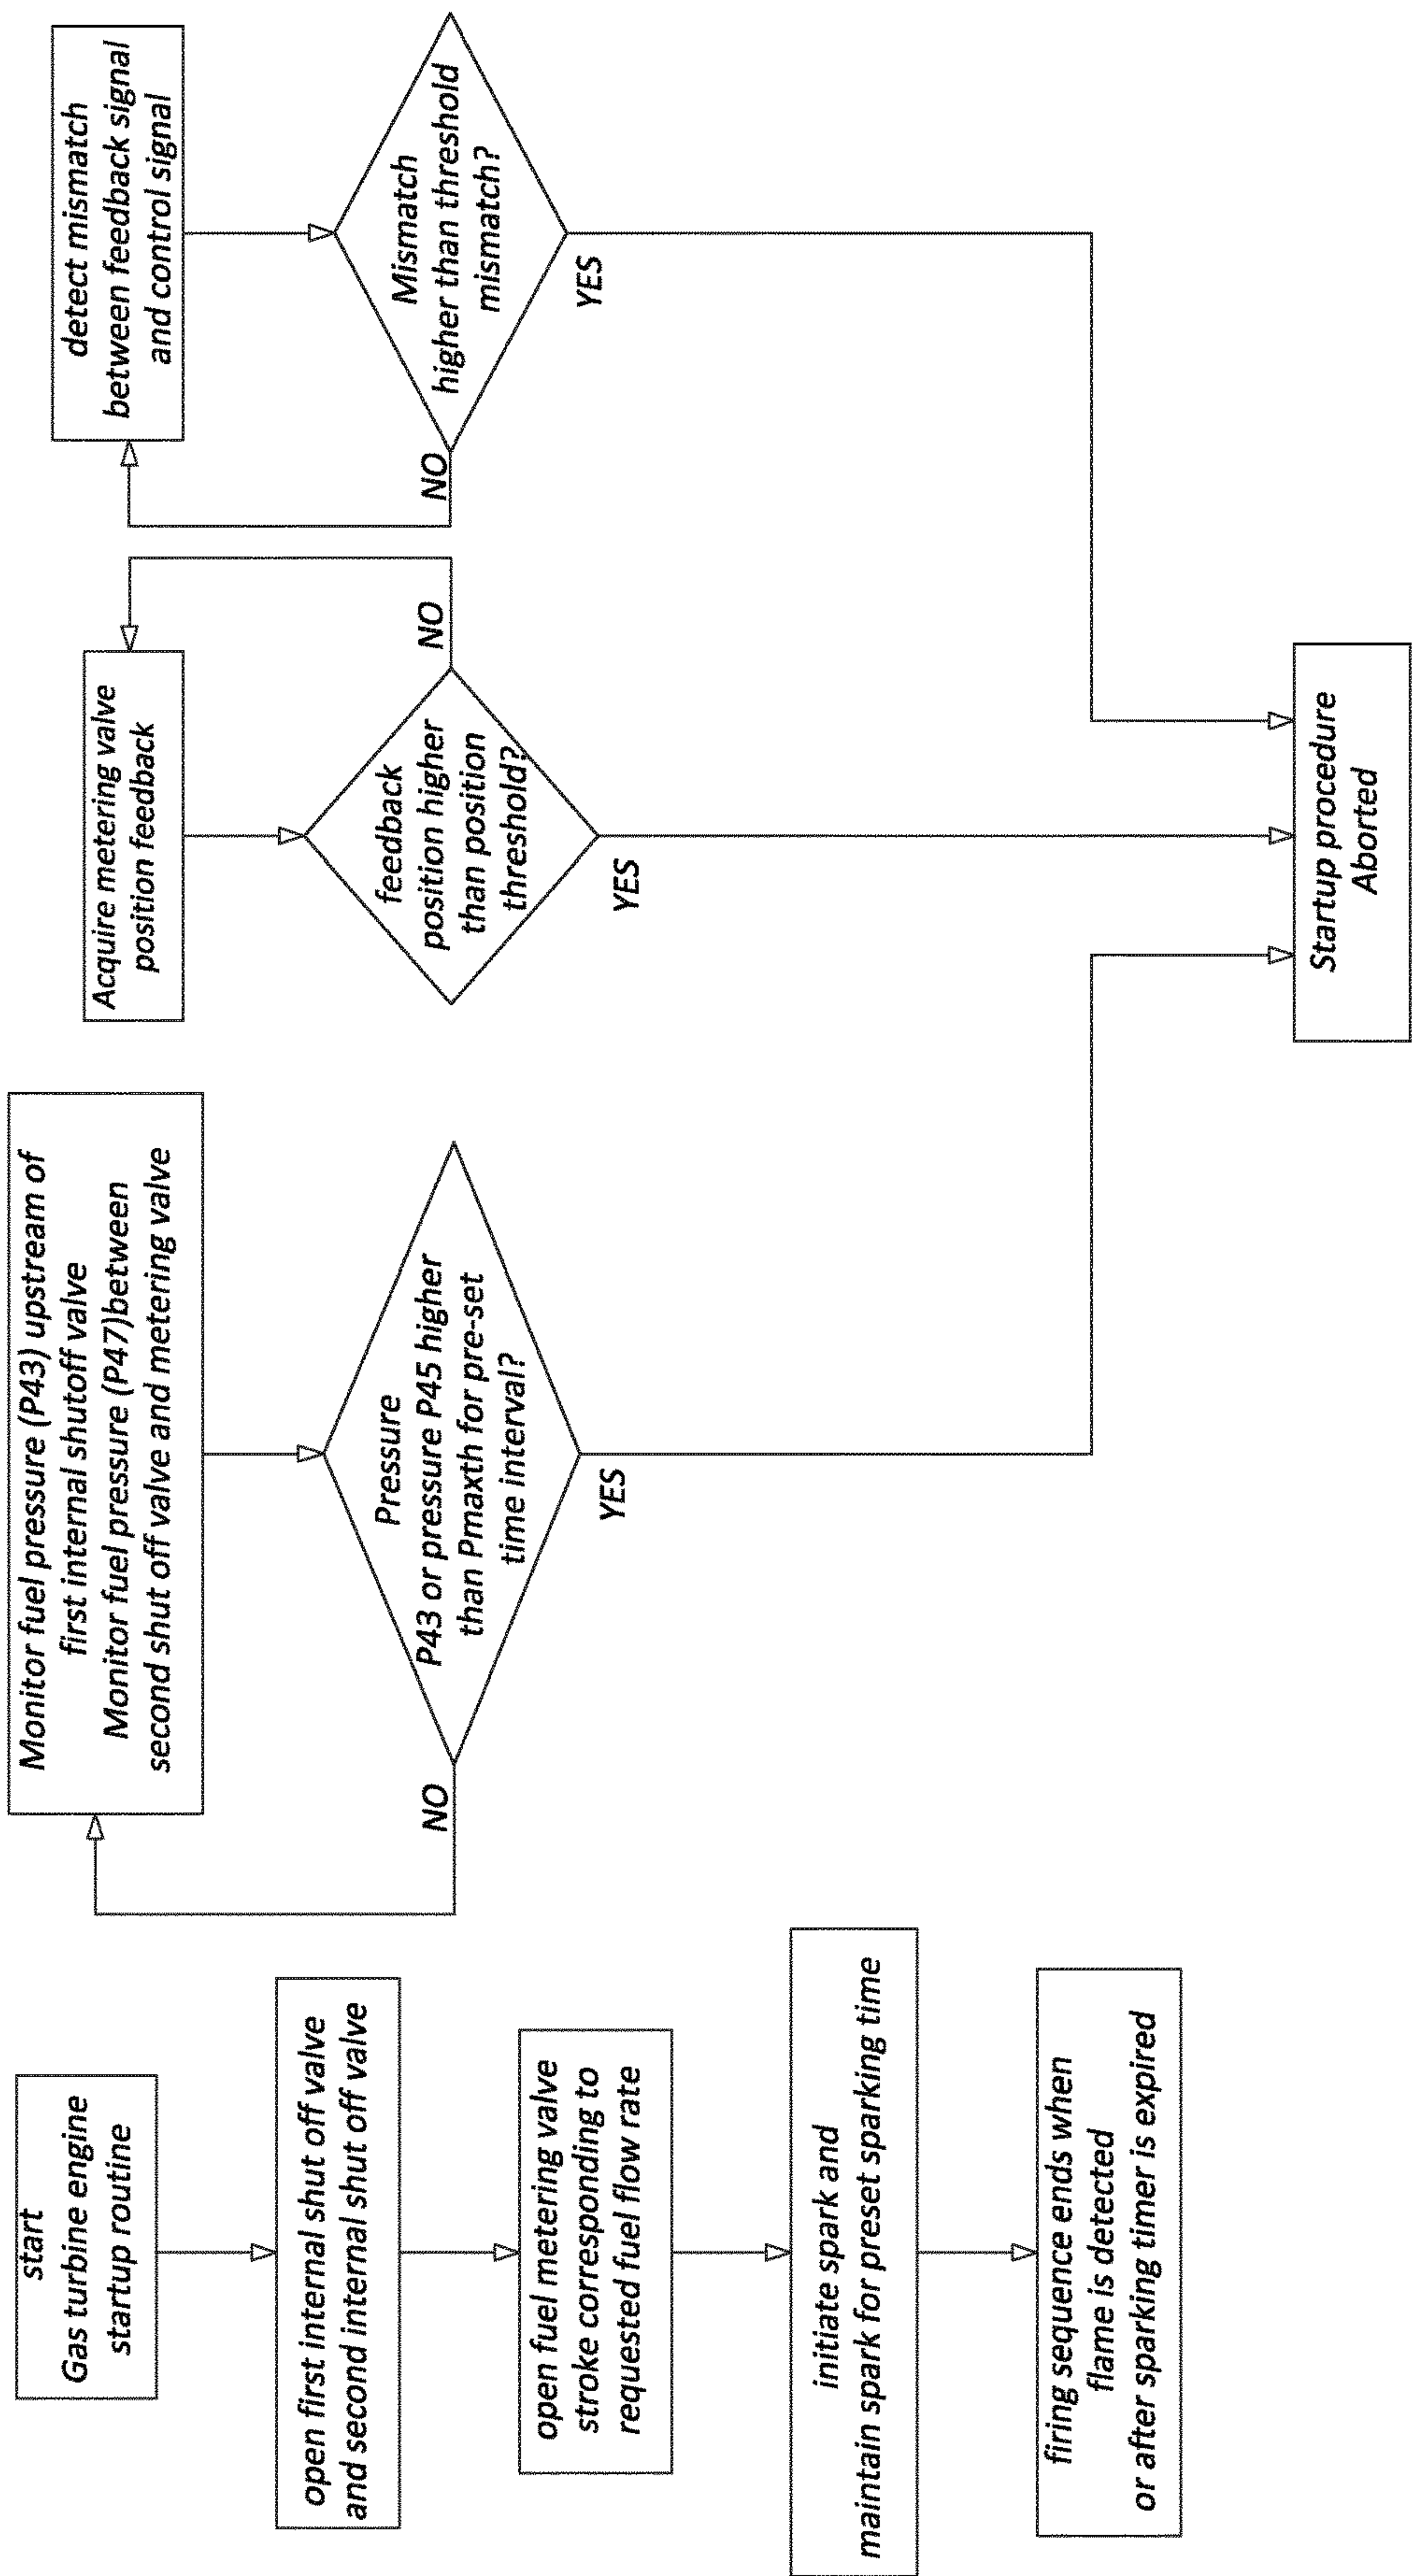 start
Gas turbine engine
startup routine
open first internal shut off valve
and second internal shut off valve
open fuel metering valve
stroke corresponding to
requested fuel flow rate
initiate spark and
maintain spark for preset sparking time
firing sequence ends when
flame is detected
or after sparking timer is expired
Monitor fuel pressure (P43) upstream of
first internal shutoff valve
Monitor fuel pressure (P47)between
second shut off valve and metering valve
Pressure
P43 or pressure P45 higher
than Pmaxth for pre-set
time interval?
NO
YES
Acquire metering valve
position feedback
feedback
position higher
than position
threshold?
NO
YES
detect mismatch
between feedback signal
and control signal
Mismatch
higher than threshold
mismatch?
NO
YES
Startup procedure
Aborted